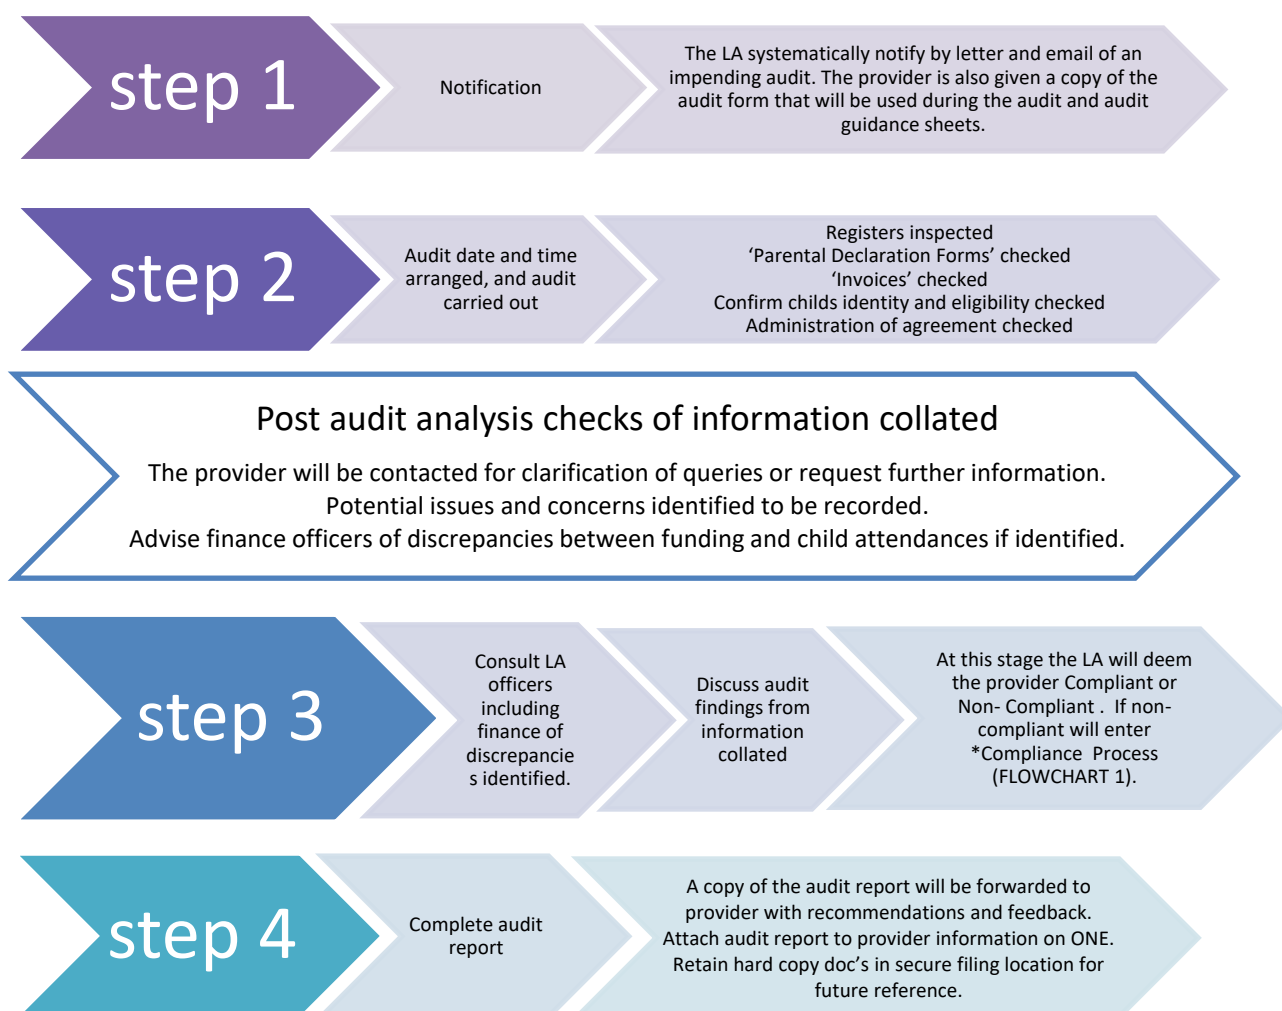 step 1
Notification
The LA systematically notify by letter and email of an
impending audit. The provider is also given a copy of the
audit form that will be used during the audit and audit
guidance sheets.
step 2
Audit date and time
arranged, and audit
carried out
Registers inspected
‘Parental Declaration Forms’ checked
‘Invoices’ checked
Confirm childs identity and eligibility checked
Administration of agreement checked
Post audit analysis checks of information collated
The provider will be contacted for clarification of queries or request further information.
Potential issues and concerns identified to be recorded.
Advise finance officers of discrepancies between funding and child attendances if identified.
step 3
Consult LA
officers
including
finance of
discrepancie
s identified.
Discuss audit
findings from
information
collated
At this stage the LA will deem
the provider Compliant or
Non- Compliant .  If non-
compliant will enter
*Compliance  Process
(FLOWCHART 1).
step 4
Complete audit
report
A copy of the audit report will be forwarded to
provider with recommendations and feedback.
Attach audit report to provider information on ONE.
Retain hard copy doc’s in secure filing location for
future reference.